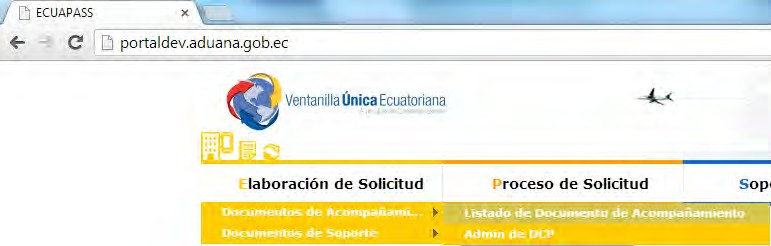 ECUAPASS
portaldev.aduana.gob.ec
Ventanilla Única Ecuatoriana
Elaboración de Solicitud
Proceso de Solicitud
Sop
Documentos de Acompañami...
Listado de Documento de Acompañamiento
Documentos de Soporte
Admin de DCP